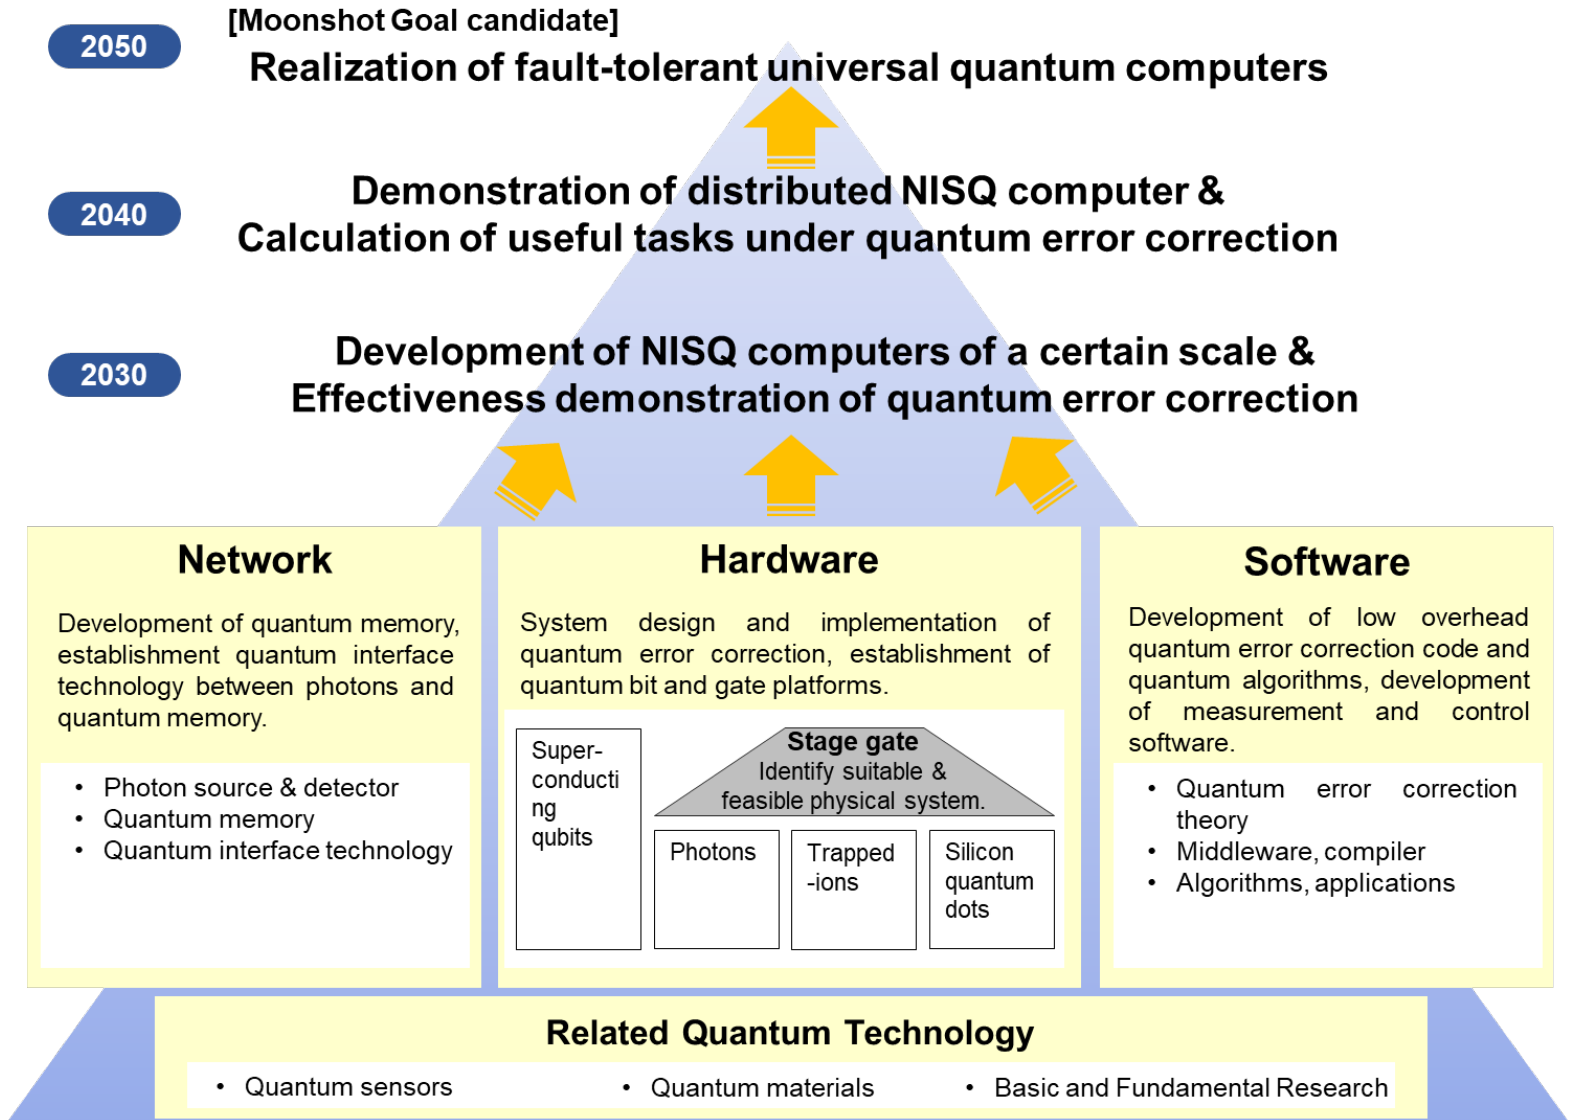 2050
[Moonshot Goal candidate]
Realization of fault-tolerant universal quantum computers
2040
Demonstration of distributed NISQ computer &
Calculation of useful tasks under quantum error correction
2030
Development of NISQ computers of a certain scale &
Effectiveness demonstration of quantum error correction
Network
Development of quantum memory,
establishment quantum interface
technology between photons and
quantum memory.
• Photon source & detector
• Quantum memory
• Quantum interface technology
Hardware
System design and implementation of
quantum error correction, establishment of
quantum bit and gate platforms.
Super-
conducti
ng
qubits
Stage gate
Identify suitable &
feasible physical system.
Photons
Trapped
-ions
Silicon
quantum
dots
Software
Development of low overhead
quantum error correction code and
quantum algorithms, development
of measurement and control
software.
• Quantum error correction
theory
• Middleware, compiler
• Algorithms, applications
Related Quantum Technology
• Quantum sensors
• Quantum materials
• Basic and Fundamental Research